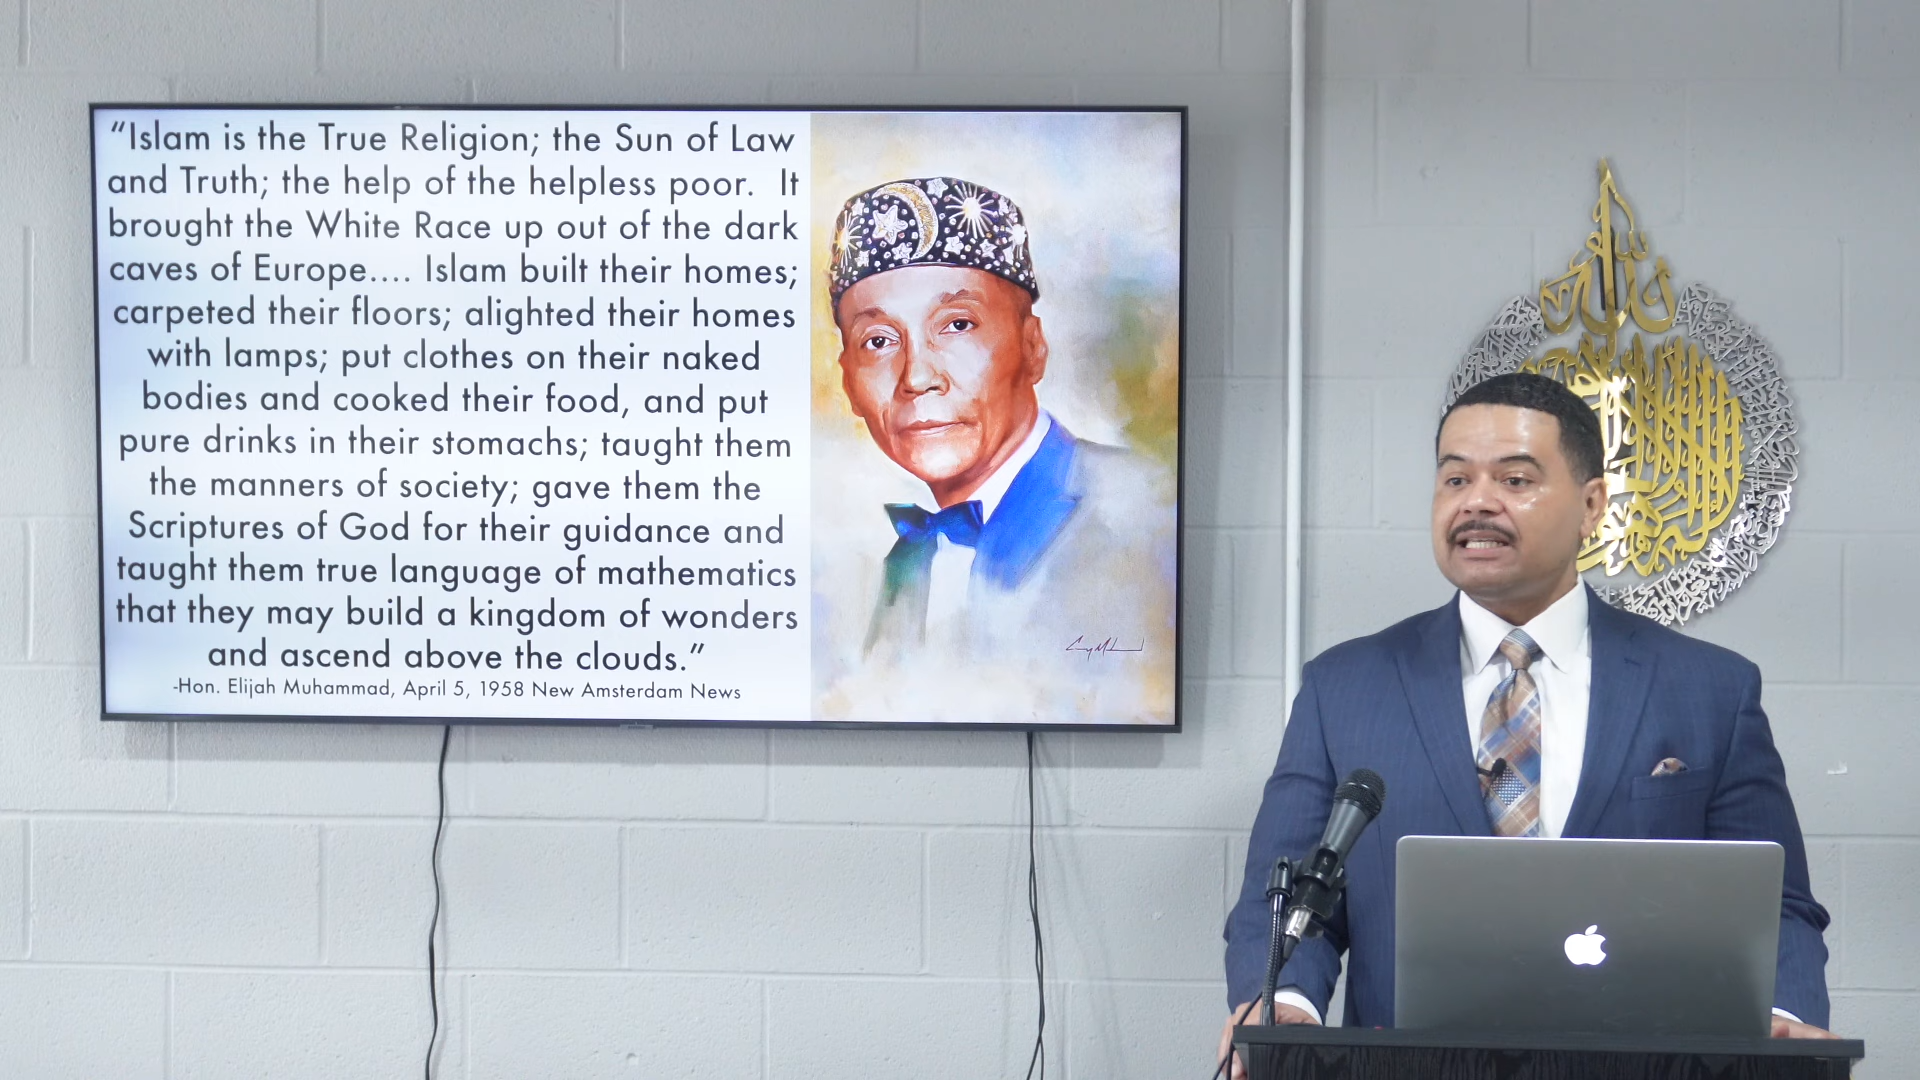 “Islam is the True Religion; the Sun of Law
and Truth; the help of the helpless poor. It
brought the White Race up out of the dark
caves of Europe.... Islam built their homes;
carpeted their floors; alighted their homes
with lamps; put clothes on their naked
bodies and cooked their food, and put
pure drinks in their stomachs; taught them
the manners of society; gave them the
Scriptures of God for their guidance and
taught them true language of mathematics
that they may build a kingdom of wonders
and ascend above the clouds.”
-Hon. Elijah Muhammad, April 5, 1958 New Amsterdam News